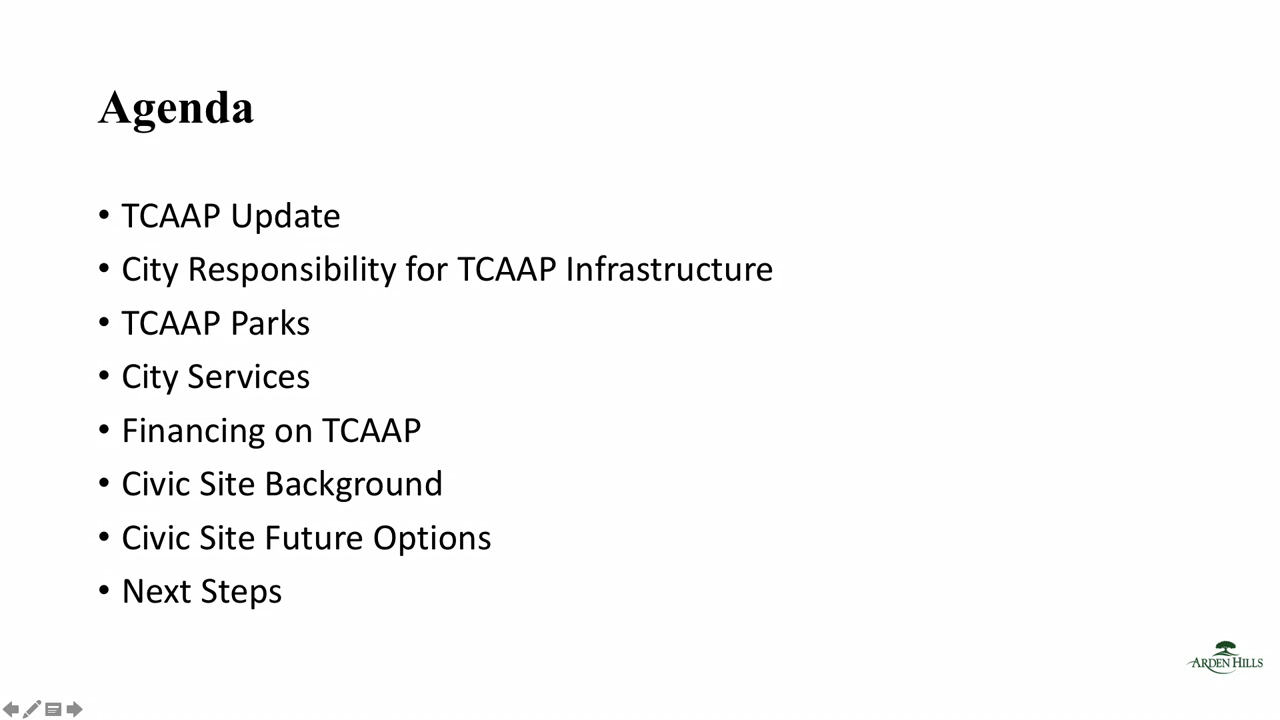 Agenda
• TCAAP Update
• City Responsibility for TCAAP Infrastructure
• TCAAP Parks
• City Services
• Financing on TCAAP
• Civic Site Background
• Civic Site Future Options
• Next Steps
ARDEN HILLS